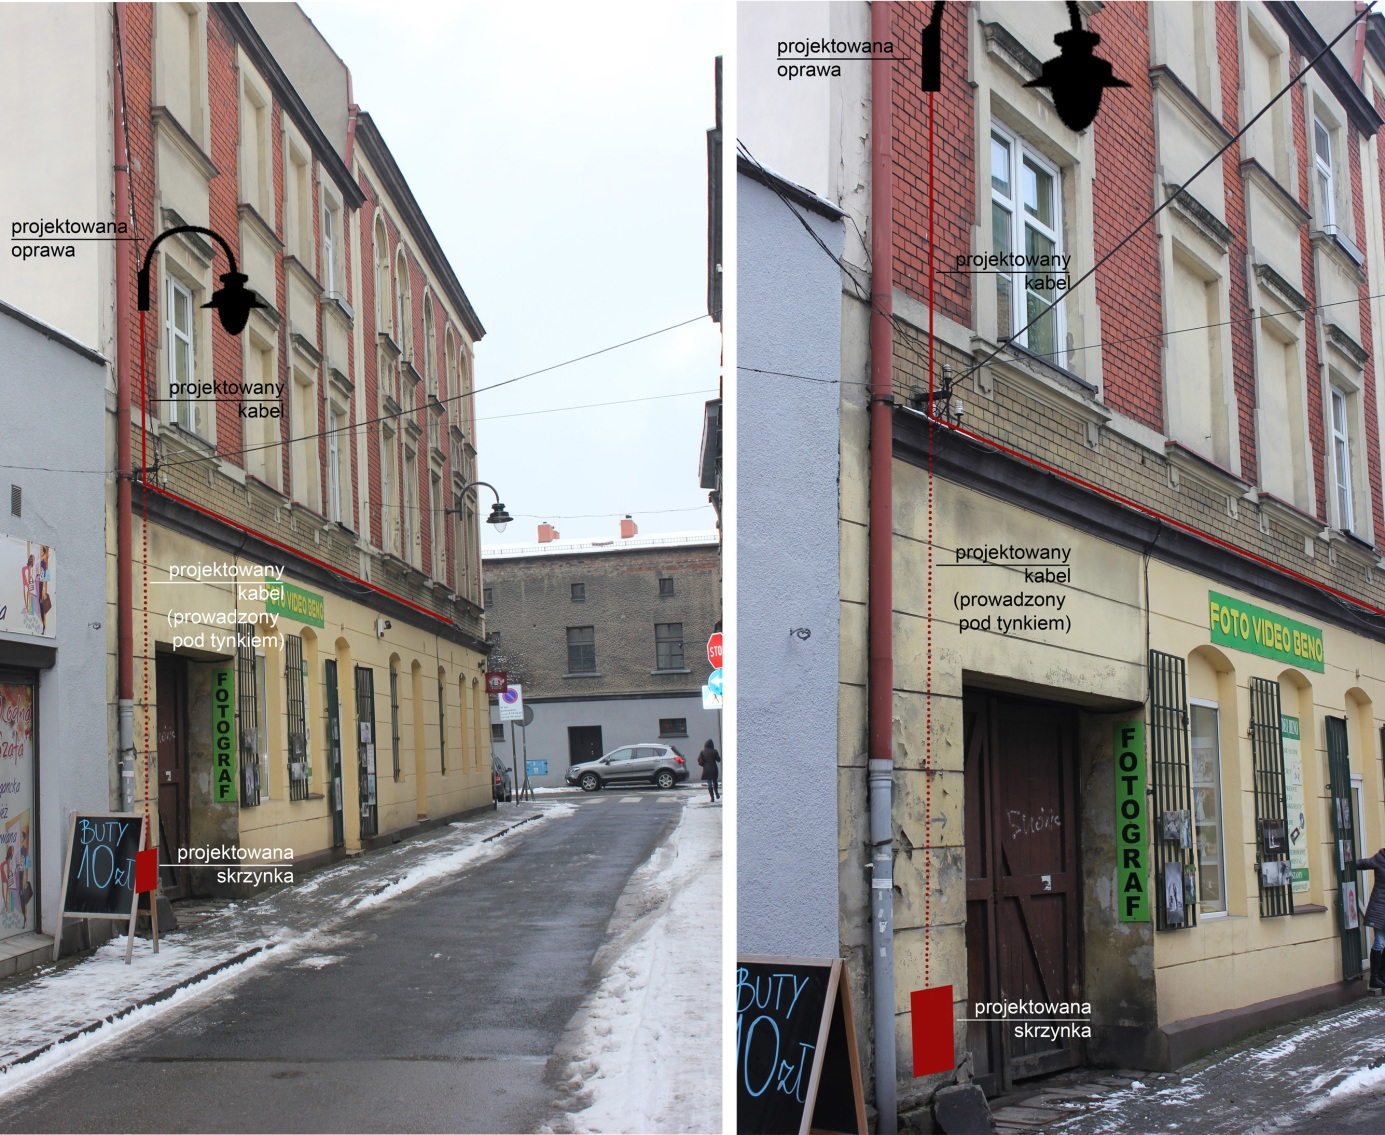 projektowana
oprawa
projektowany
kabel
projektowany
kabel
(prowadzony
pod tynkiem)
FOTO VIDEO BENO
FOTOGRAF
STOP
BUTY
10zł
projektowana
skrzynka
projektowana
oprawa
projektowany
kabel
projektowany
kabel
(prowadzony
pod tynkiem)
FOTO VIDEO BENO
FOTOGRAF
BUTY
10zł
projektowana
skrzynka